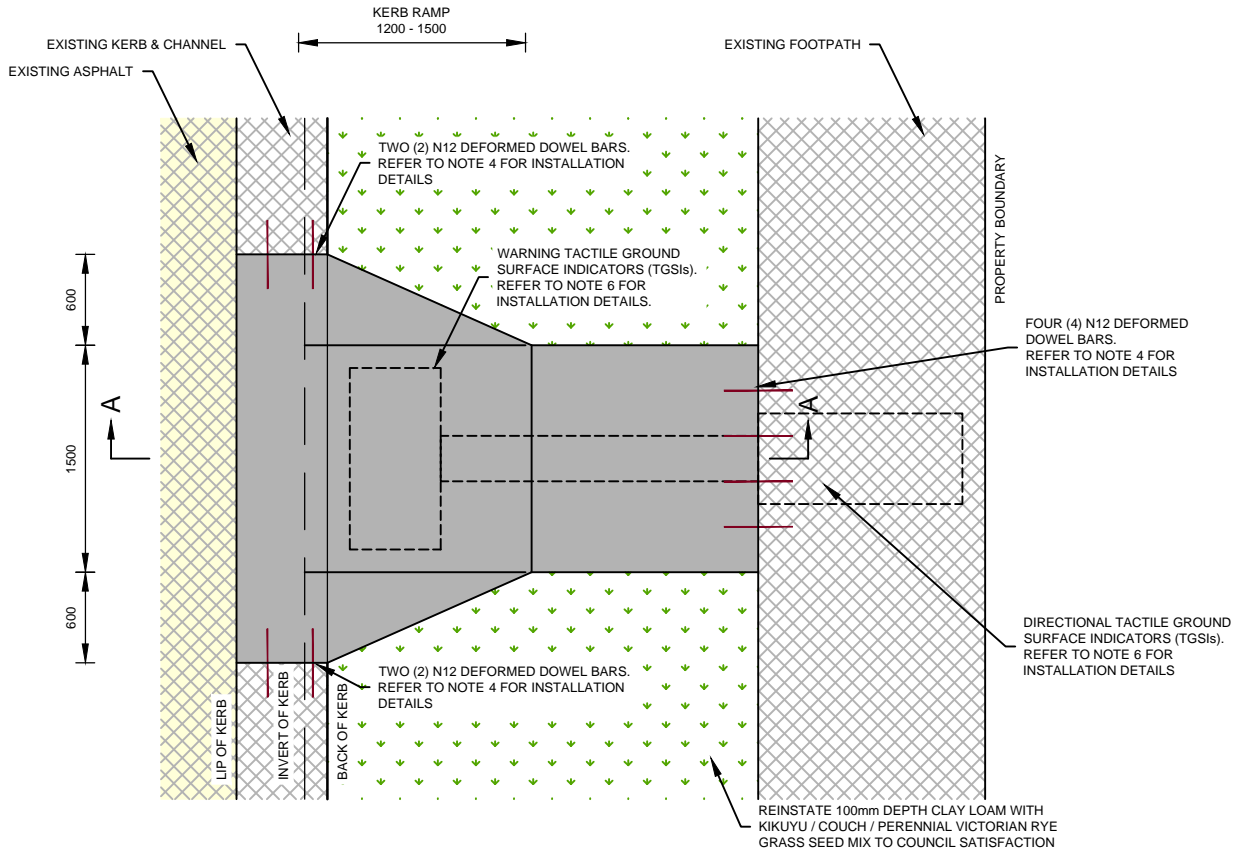 KERB RAMP
1200 - 1500
EXISTING KERB & CHANNEL
EXISTING FOOTPATH
EXISTING ASPHALT
TWO (2) N12 DEFORMED DOWEL BARS.
REFER TO NOTE 4 FOR INSTALLATION
DETAILS
PROPERTY BOUNDARY
WARNING TACTILE GROUND
SURFACE INDICATORS (TGSIs).
REFER TO NOTE 6 FOR
INSTALLATION DETAILS.
600
FOUR (4) N12 DEFORMED
DOWEL BARS.
REFER TO NOTE 4 FOR
INSTALLATION DETAILS
A
A
1500
600
DIRECTIONAL TACTILE GROUND
SURFACE INDICATORS (TGSIs).
REFER TO NOTE 6 FOR
INSTALLATION DETAILS
TWO (2) N12 DEFORMED DOWEL BARS.
REFER TO NOTE 4 FOR INSTALLATION
DETAILS
LIP OF KERB
INVERT OF KERB
BACK OF KERB
REINSTATE 100mm DEPTH CLAY LOAM WITH
KIKUYU / COUCH / PERENNIAL VICTORIAN RYE
GRASS SEED MIX TO COUNCIL SATISFACTION